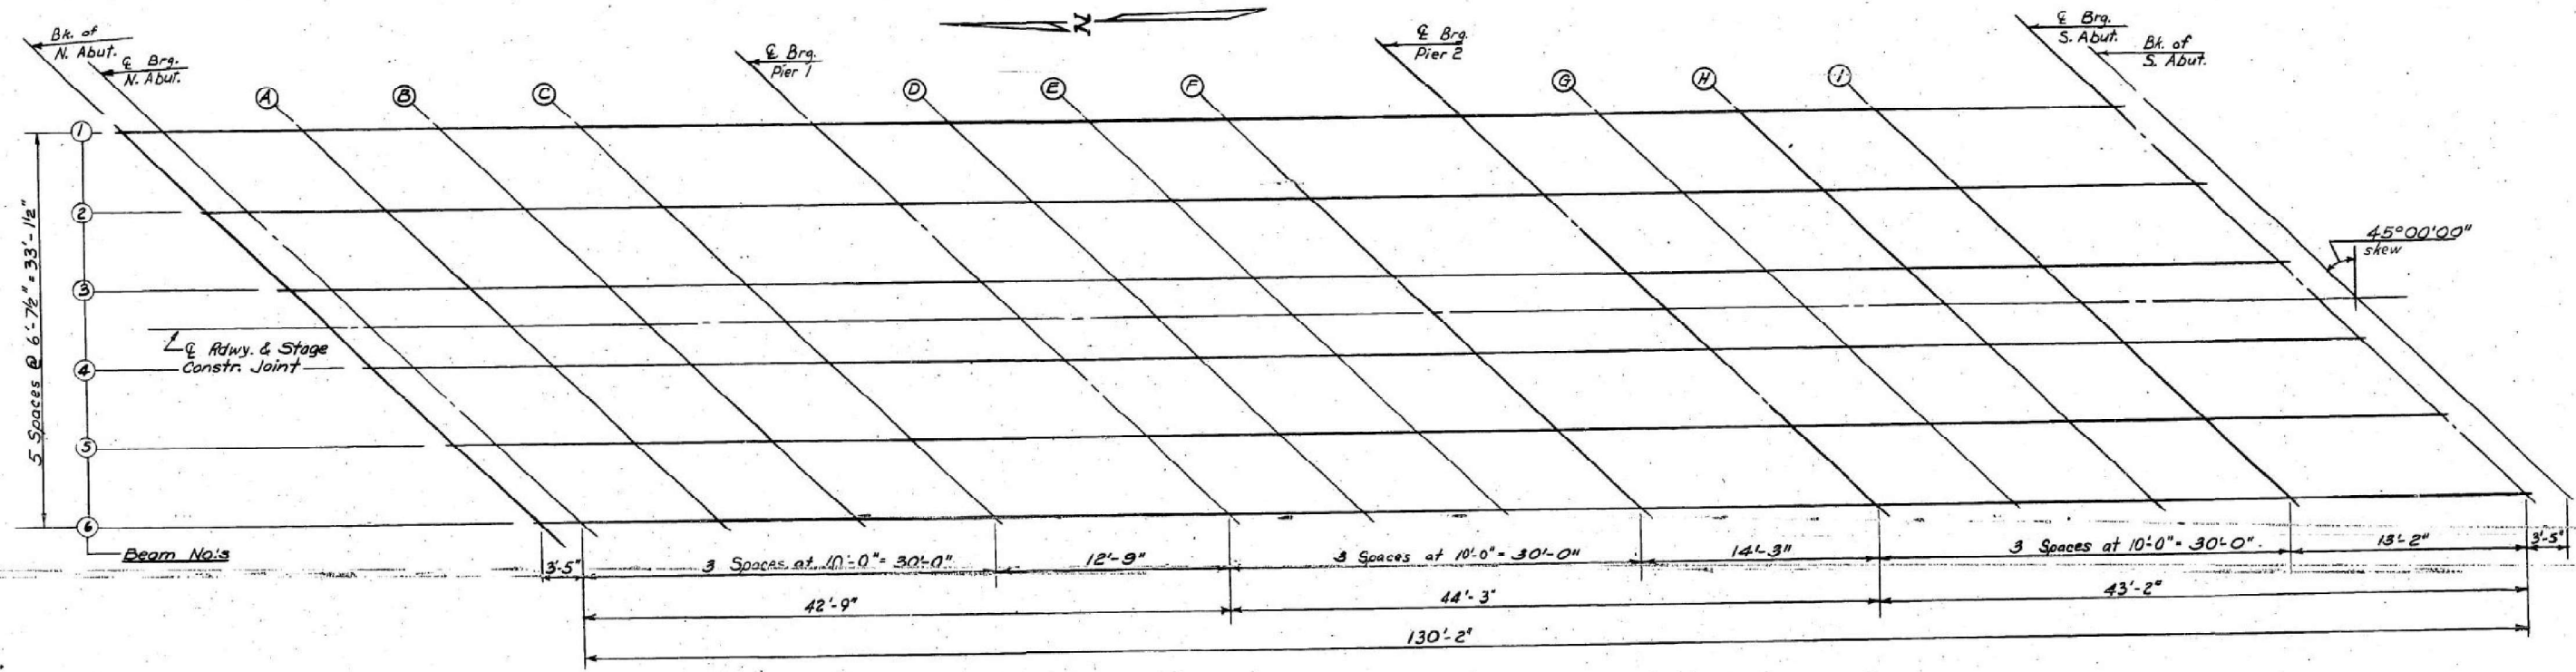 N
Bk. of
N. Abut.
℄ Brg.
N. Abut.
℄ Brg.
Pier 1
℄ Brg.
Pier 2
℄ Brg.
S. Abut.
Bk. of
S. Abut.
A
B
C
D
E
F
G
H
I
1
2
3
4
5
6
5 Spaces @ 6'-7½" = 33'-1½"
℄ Rdwy. & Stage
Constr. Joint
45°00'00"
skew
Beam No.'s
3'-5"
3 Spaces at 10'-0" = 30'-0"
12'-9"
3 Spaces at 10'-0" = 30'-0"
14'-3"
3 Spaces at 10'-0" = 30'-0"
13'-2"
3'-5"
42'-9"
44'-3"
43'-2"
130'-2"